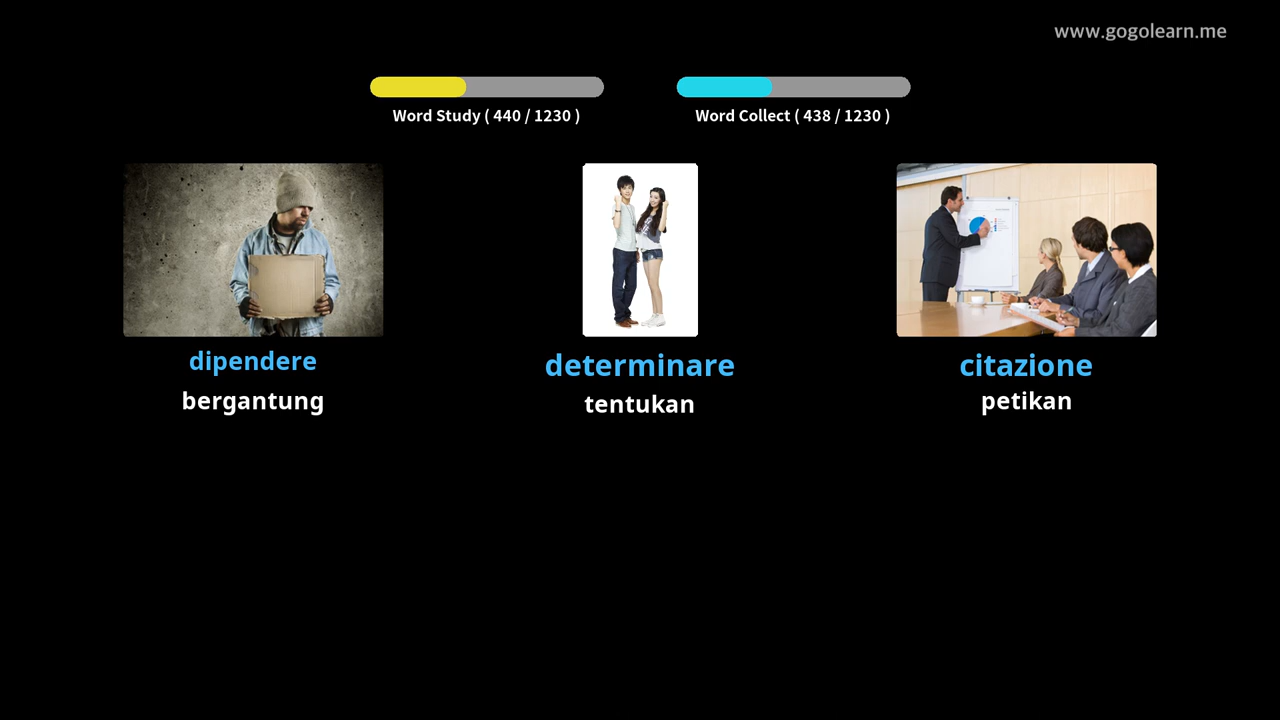 www.gogolearn.me
Word Study ( 440 / 1230 )
Word Collect ( 438 / 1230 )
dipendere
bergantung
determinare
tentukan
citazione
petikan